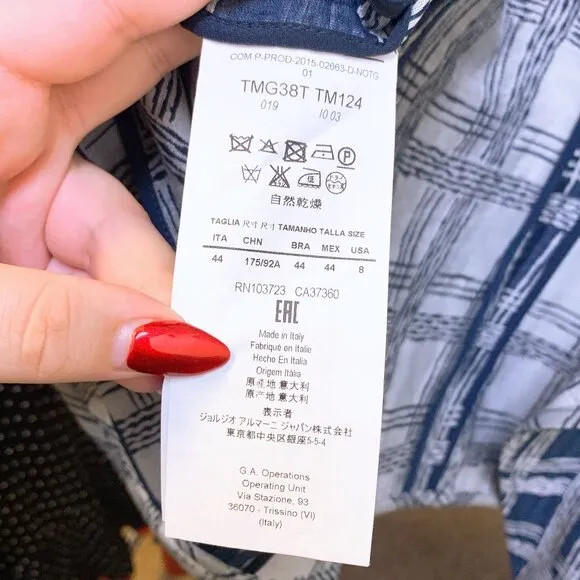 COM P-PROD-2015-02663-D-NOTG
01
TMG38T TM124
019 IO 03
P
自然乾燥
TAGLIA 尺寸 尺寸 TAMANHO TALLA SIZE
ITA CHN BRA MEX USA
44 175/92A 44 44 8
RN103723 CA37360
EAC
Made in Italy
Fabriqué en Italie
Hecho En Italia
Origem Itália
原産地 意大利
原产地 意大利
表示者
ジョルジオ アルマーニ ジャパン株式会社
東京都中央区銀座5-5-4
G.A. Operations
Operating Unit
Via Stazione, 93
36070 - Trissino (VI)
(Italy)